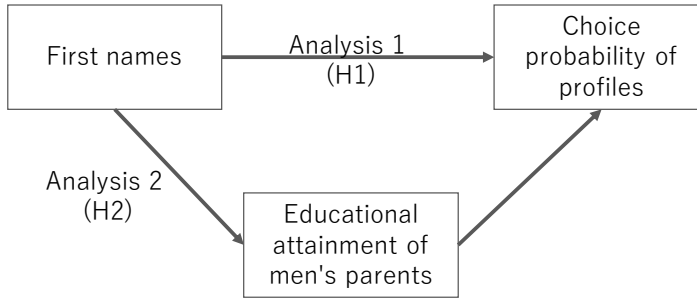 First names
Analysis 1
(H1)
Choice
probability of
profiles
Analysis 2
(H2)
Educational
attainment of
men's parents